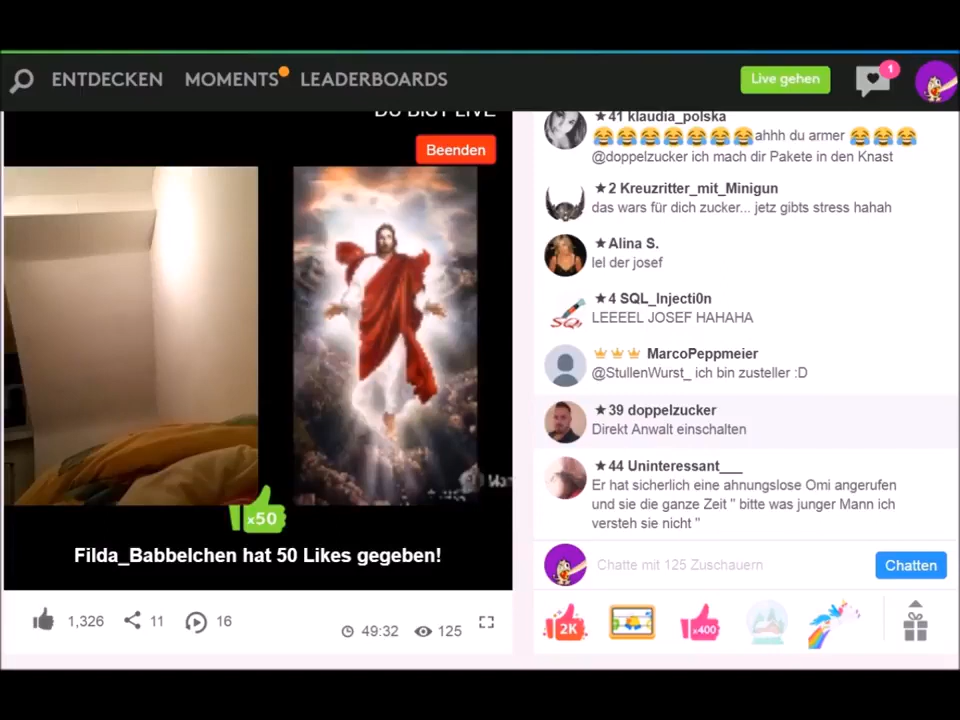 ENTDECKEN MOMENTS LEADERBOARDS Live gehen 1
DU BIST LIVE
Beenden
x50
Filda_Babbelchen hat 50 Likes gegeben!
1,326 11 16 49:32 125
★41 klaudia_polska
😂😂😂😂😂😂😂ahhh du armer 😂😂😂
@doppelzucker ich mach dir Pakete in den Knast
★2 Kreuzritter_mit_Minigun
das wars für dich zucker... jetz gibts stress hahah
★Alina S.
lel der josef
★4 SQL_Injecti0n
LEEEEL JOSEF HAHAHA
MarcoPeppmeier
@StullenWurst_ ich bin zusteller :D
★39 doppelzucker
Direkt Anwalt einschalten
★44 Uninteressant___
Er hat sicherlich eine ahnungslose Omi angerufen
und sie die ganze Zeit " bitte was junger Mann ich
versteh sie nicht "
Chatte mit 125 Zuschauern Chatten
2K x400